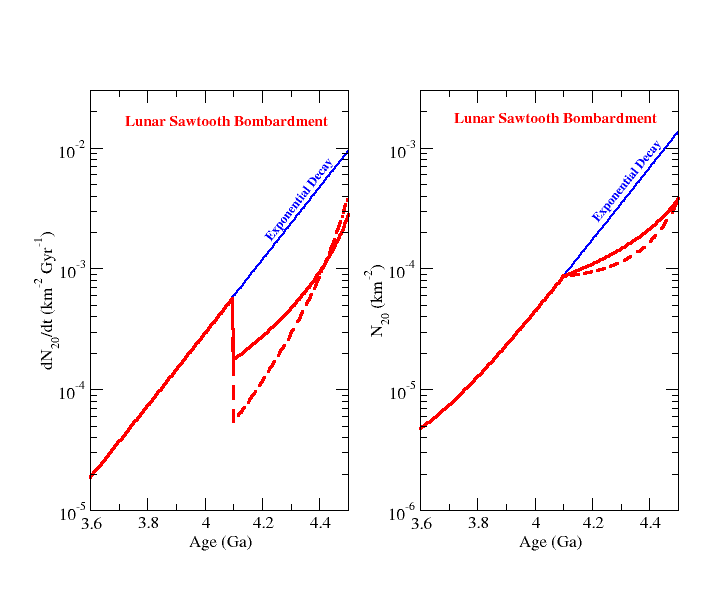 Lunar Sawtooth Bombardment
Exponential Decay
10^-2
10^-3
10^-4
10^-5
dN_20/dt (km^-2 Gyr^-1)
3.6 3.8 4 4.2 4.4
Age (Ga)
Lunar Sawtooth Bombardment
Exponential Decay
10^-3
10^-4
10^-5
10^-6
N_20 (km^-2)
3.6 3.8 4 4.2 4.4
Age (Ga)